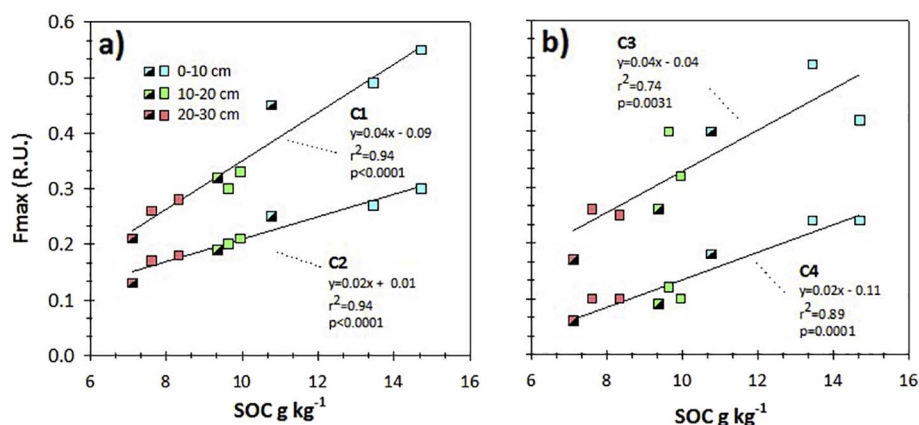 a)
0-10 cm
10-20 cm
20-30 cm
C1
y=0.04x - 0.09
r²=0.94
p<0.0001
C2
y=0.02x + 0.01
r²=0.94
p<0.0001
Fmax (R.U.)
0.6
0.5
0.4
0.3
0.2
0.1
0.0
6 8 10 12 14 16
SOC g kg⁻¹
b)
C3
y=0.04x - 0.04
r²=0.74
p=0.0031
C4
y=0.02x - 0.11
r²=0.89
p=0.0001
6 8 10 12 14 16
SOC g kg⁻¹